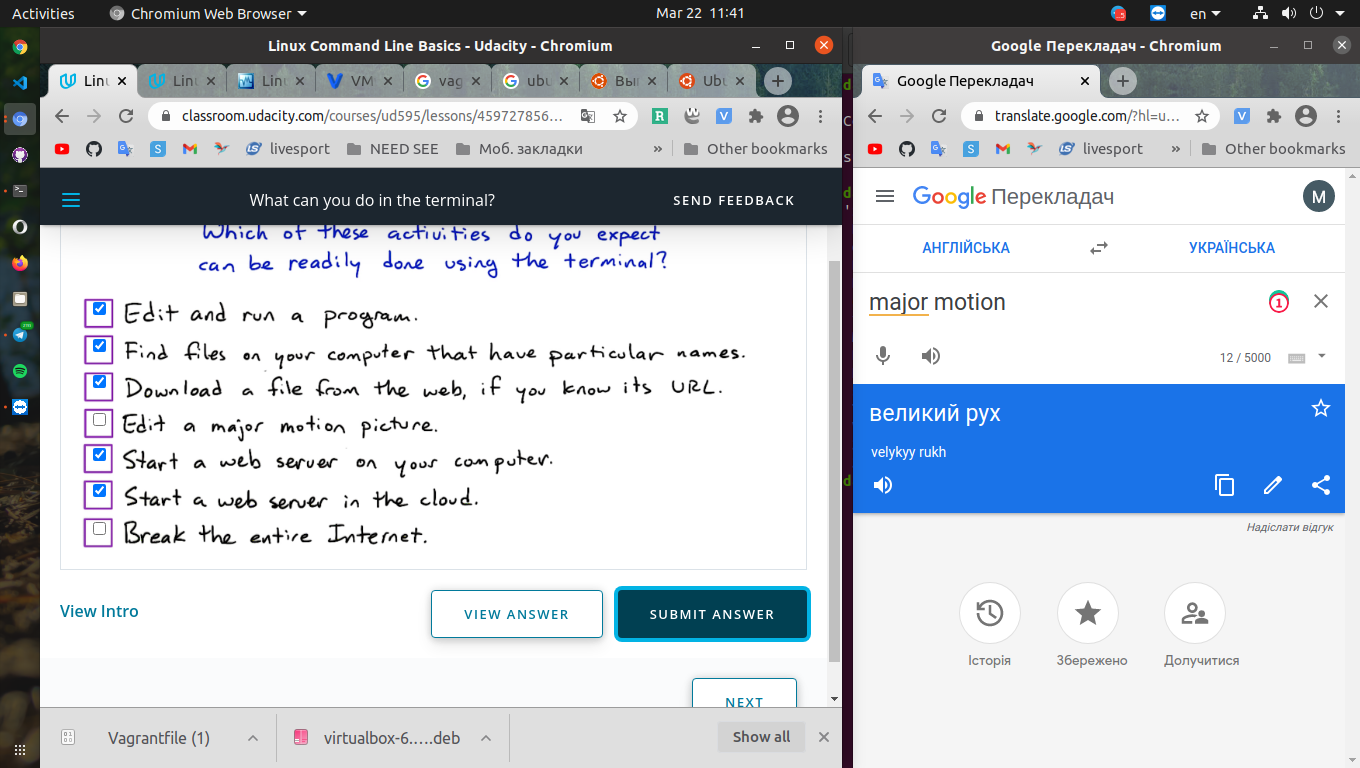 Activities
Chromium Web Browser
Mar 22 11:41
en
Linux Command Line Basics - Udacity - Chromium
Linu
Linu
Linu
VM
vag
ubu
Выг
Ubu
classroom.udacity.com/courses/ud595/lessons/459727856…
livesport
NEED SEE
Моб. закладки
»
Other bookmarks
What can you do in the terminal?
SEND FEEDBACK
Which of these activities do you expect
can be readily done using the terminal?
Edit and run a program.
Find files on your computer that have particular names.
Download a file from the web, if you know its URL.
Edit a major motion picture.
Start a web server on your computer.
Start a web server in the cloud.
Break the entire Internet.
View Intro
VIEW ANSWER
SUBMIT ANSWER
NEXT
Vagrantfile (1)
virtualbox-6.….deb
Show all
Google Перекладач - Chromium
Google Перекладач
translate.google.com/?hl=u…
livesport
»
Other bookmarks
Google Перекладач
M
АНГЛІЙСЬКА
УКРАЇНСЬКА
major motion
1
12 / 5000
великий рух
velykyy rukh
Надіслати відгук
Історія
Збережено
Долучитися